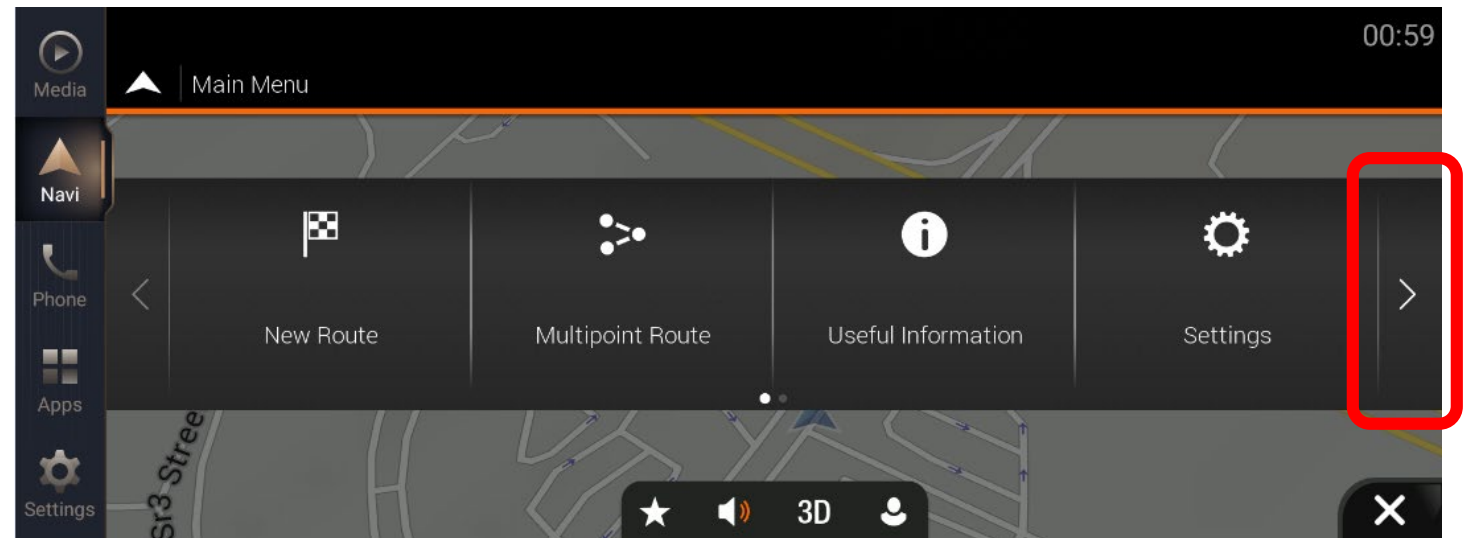 00:59
Media
Main Menu
Navi
Phone
New Route
Multipoint Route
Useful Information
Settings
Apps
Sr3 Stree
Settings
3D